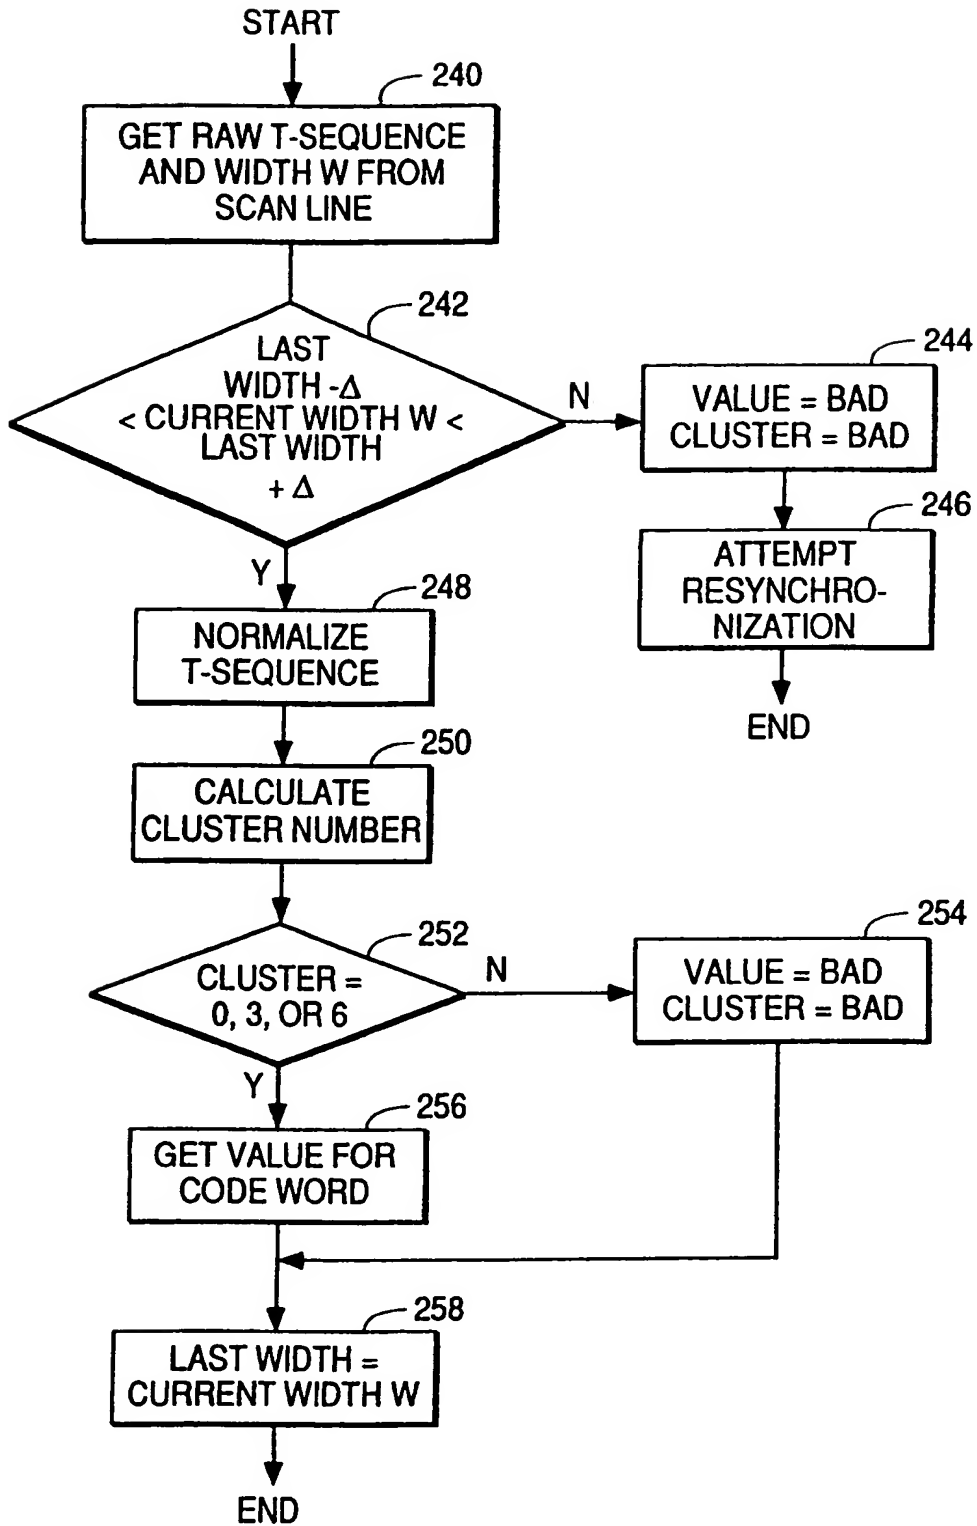 START
240
GET RAW T-SEQUENCE
AND WIDTH W FROM
SCAN LINE
242
LAST
WIDTH -Δ
< CURRENT WIDTH W <
LAST WIDTH
+ Δ
N
244
VALUE = BAD
CLUSTER = BAD
246
ATTEMPT
RESYNCHRO-
NIZATION
END
Y
248
NORMALIZE
T-SEQUENCE
250
CALCULATE
CLUSTER NUMBER
252
CLUSTER =
0, 3, OR 6
N
254
VALUE = BAD
CLUSTER = BAD
Y
256
GET VALUE FOR
CODE WORD
258
LAST WIDTH =
CURRENT WIDTH W
END